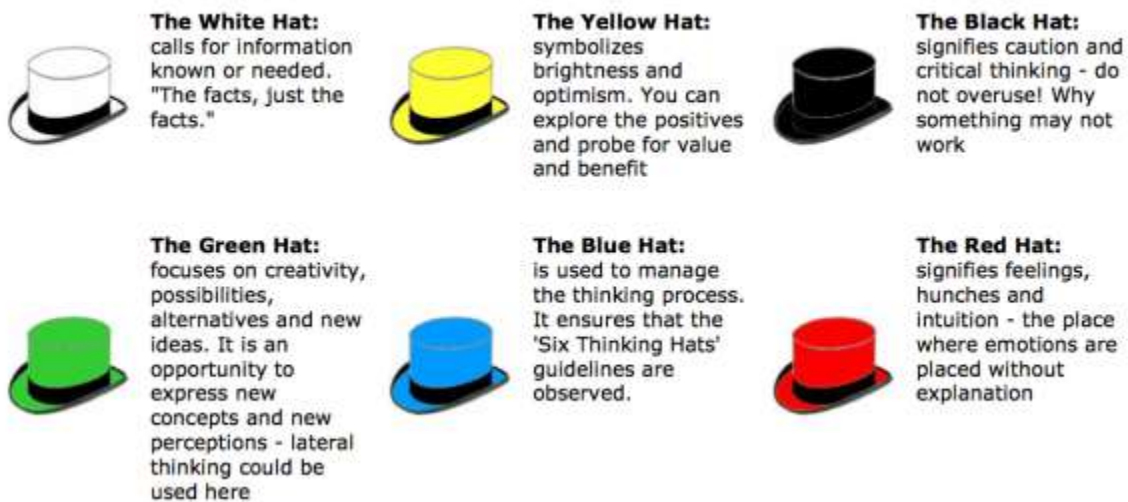 The White Hat:
calls for information
known or needed.
"The facts, just the
facts."
The Yellow Hat:
symbolizes
brightness and
optimism. You can
explore the positives
and probe for value
and benefit
The Black Hat:
signifies caution and
critical thinking - do
not overuse! Why
something may not
work
The Green Hat:
focuses on creativity,
possibilities,
alternatives and new
ideas. It is an
opportunity to
express new
concepts and new
perceptions - lateral
thinking could be
used here
The Blue Hat:
is used to manage
the thinking process.
It ensures that the
'Six Thinking Hats'
guidelines are
observed.
The Red Hat:
signifies feelings,
hunches and
intuition - the place
where emotions are
placed without
explanation